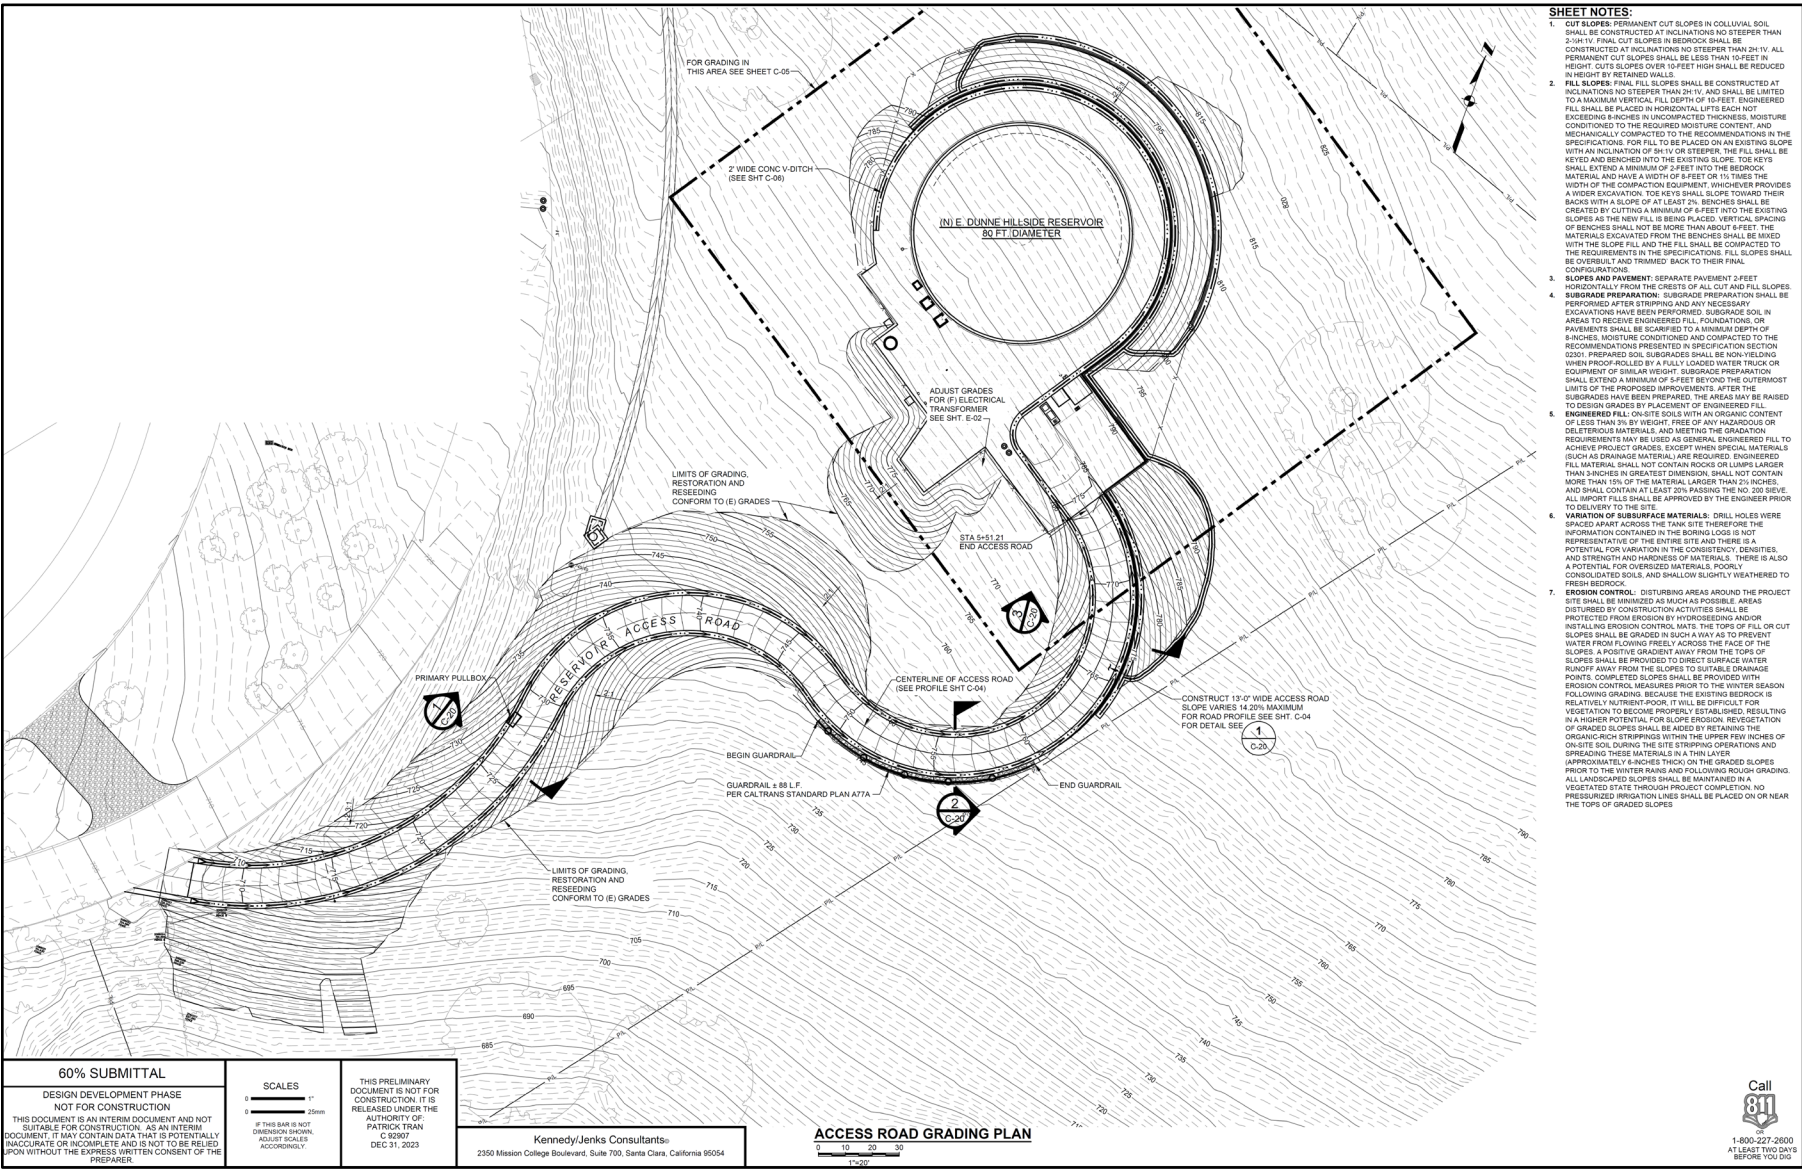 SHEET NOTES:
1. CUT SLOPES: PERMANENT CUT SLOPES IN COLLUVIAL SOIL
SHALL BE CONSTRUCTED AT INCLINATIONS NO STEEPER THAN
2-½H:1V. FINAL CUT SLOPES IN BEDROCK SHALL BE
CONSTRUCTED AT INCLINATIONS NO STEEPER THAN 2H:1V. ALL
PERMANENT CUT SLOPES SHALL BE LESS THAN 10-FEET IN
HEIGHT. CUTS SLOPES OVER 10-FEET HIGH SHALL BE REDUCED
IN HEIGHT BY RETAINED WALLS.
2. FILL SLOPES: FINAL FILL SLOPES SHALL BE CONSTRUCTED AT
INCLINATIONS NO STEEPER THAN 2H:1V, AND SHALL BE LIMITED
TO A MAXIMUM VERTICAL FILL DEPTH OF 10-FEET. ENGINEERED
FILL SHALL BE PLACED IN HORIZONTAL LIFTS EACH NOT
EXCEEDING 8-INCHES IN UNCOMPACTED THICKNESS, MOISTURE
CONDITIONED TO THE REQUIRED MOISTURE CONTENT, AND
MECHANICALLY COMPACTED TO THE RECOMMENDATIONS IN THE
SPECIFICATIONS. FOR FILL TO BE PLACED ON AN EXISTING SLOPE
WITH AN INCLINATION OF 5H:1V OR STEEPER, THE FILL SHALL BE
KEYED AND BENCHED INTO THE EXISTING SLOPE. TOE KEYS
SHALL EXTEND A MINIMUM OF 2-FEET INTO THE BEDROCK
MATERIAL AND HAVE A WIDTH OF 8-FEET OR 1½ TIMES THE
WIDTH OF THE COMPACTION EQUIPMENT, WHICHEVER PROVIDES
A WIDER EXCAVATION. TOE KEYS SHALL SLOPE TOWARD THEIR
BACKS WITH A SLOPE OF AT LEAST 2%. BENCHES SHALL BE
CREATED BY CUTTING A MINIMUM OF 6-FEET INTO THE EXISTING
SLOPES AS THE NEW FILL IS BEING PLACED. VERTICAL SPACING
OF BENCHES SHALL NOT BE MORE THAN ABOUT 6-FEET. THE
MATERIALS EXCAVATED FROM THE BENCHES SHALL BE MIXED
WITH THE SLOPE FILL AND THE FILL SHALL BE COMPACTED TO
THE REQUIREMENTS IN THE SPECIFICATIONS. FILL SLOPES SHALL
BE OVERBUILT AND TRIMMED` BACK TO THEIR FINAL
CONFIGURATIONS.
3. SLOPES AND PAVEMENT: SEPARATE PAVEMENT 2-FEET
HORIZONTALLY FROM THE CRESTS OF ALL CUT AND FILL SLOPES.
4. SUBGRADE PREPARATION: SUBGRADE PREPARATION SHALL BE
PERFORMED AFTER STRIPPING AND ANY NECESSARY
EXCAVATIONS HAVE BEEN PERFORMED. SUBGRADE SOIL IN
AREAS TO RECEIVE ENGINEERED FILL, FOUNDATIONS, OR
PAVEMENTS SHALL BE SCARIFIED TO A MINIMUM DEPTH OF
8-INCHES, MOISTURE CONDITIONED AND COMPACTED TO THE
RECOMMENDATIONS PRESENTED IN SPECIFICATION SECTION
02301. PREPARED SOIL SUBGRADES SHALL BE NON-YIELDING
WHEN PROOF-ROLLED BY A FULLY LOADED WATER TRUCK OR
EQUIPMENT OF SIMILAR WEIGHT. SUBGRADE PREPARATION
SHALL EXTEND A MINIMUM OF 5-FEET BEYOND THE OUTERMOST
LIMITS OF THE PROPOSED IMPROVEMENTS. AFTER THE
SUBGRADES HAVE BEEN PREPARED, THE AREAS MAY BE RAISED
TO DESIGN GRADES BY PLACEMENT OF ENGINEERED FILL.
5. ENGINEERED FILL: ON-SITE SOILS WITH AN ORGANIC CONTENT
OF LESS THAN 3% BY WEIGHT, FREE OF ANY HAZARDOUS OR
DELETERIOUS MATERIALS, AND MEETING THE GRADATION
REQUIREMENTS MAY BE USED AS GENERAL ENGINEERED FILL TO
ACHIEVE PROJECT GRADES, EXCEPT WHEN SPECIAL MATERIALS
(SUCH AS DRAINAGE MATERIAL) ARE REQUIRED. ENGINEERED
FILL MATERIAL SHALL NOT CONTAIN ROCKS OR LUMPS LARGER
THAN 3-INCHES IN GREATEST DIMENSION, SHALL NOT CONTAIN
MORE THAN 15% OF THE MATERIAL LARGER THAN 2½ INCHES,
AND SHALL CONTAIN AT LEAST 20% PASSING THE NO. 200 SIEVE.
ALL IMPORT FILLS SHALL BE APPROVED BY THE ENGINEER PRIOR
TO DELIVERY TO THE SITE.
6. VARIATION OF SUBSURFACE MATERIALS: DRILL HOLES WERE
SPACED APART ACROSS THE TANK SITE THEREFORE THE
INFORMATION CONTAINED IN THE BORING LOGS IS NOT
REPRESENTATIVE OF THE ENTIRE SITE AND THERE IS A
POTENTIAL FOR VARIATION IN THE CONSISTENCY, DENSITIES,
AND STRENGTH AND HARDNESS OF MATERIALS. THERE IS ALSO
A POTENTIAL FOR OVERSIZED MATERIALS, POORLY
CONSOLIDATED SOILS, AND SHALLOW SLIGHTLY WEATHERED TO
FRESH BEDROCK.
7. EROSION CONTROL: DISTURBING AREAS AROUND THE PROJECT
SITE SHALL BE MINIMIZED AS MUCH AS POSSIBLE. AREAS
DISTURBED BY CONSTRUCTION ACTIVITIES SHALL BE
PROTECTED FROM EROSION BY HYDROSEEDING AND/OR
INSTALLING EROSION CONTROL MATS. THE TOPS OF FILL OR CUT
SLOPES SHALL BE GRADED IN SUCH A WAY AS TO PREVENT
WATER FROM FLOWING FREELY ACROSS THE FACE OF THE
SLOPES. A POSITIVE GRADIENT AWAY FROM THE TOPS OF
SLOPES SHALL BE PROVIDED TO DIRECT SURFACE WATER
RUNOFF AWAY FROM THE SLOPES TO SUITABLE DRAINAGE
POINTS. COMPLETED SLOPES SHALL BE PROVIDED WITH
EROSION CONTROL MEASURES PRIOR TO THE WINTER SEASON
FOLLOWING GRADING. BECAUSE THE EXISTING BEDROCK IS
RELATIVELY NUTRIENT-POOR, IT WILL BE DIFFICULT FOR
VEGETATION TO BECOME PROPERLY ESTABLISHED, RESULTING
IN A HIGHER POTENTIAL FOR SLOPE EROSION. REVEGETATION
OF GRADED SLOPES SHALL BE AIDED BY RETAINING THE
ORGANIC-RICH STRIPPINGS WITHIN THE UPPER FEW INCHES OF
ON-SITE SOIL DURING THE SITE STRIPPING OPERATIONS AND
SPREADING THESE MATERIALS IN A THIN LAYER
(APPROXIMATELY 6-INCHES THICK) ON THE GRADED SLOPES
PRIOR TO THE WINTER RAINS AND FOLLOWING ROUGH GRADING.
ALL LANDSCAPED SLOPES SHALL BE MAINTAINED IN A
VEGETATED STATE THROUGH PROJECT COMPLETION. NO
PRESSURIZED IRRIGATION LINES SHALL BE PLACED ON OR NEAR
THE TOPS OF GRADED SLOPES
FOR GRADING IN
THIS AREA SEE SHEET C-05
2' WIDE CONC V-DITCH
(SEE SHT C-06)
(N) E. DUNNE HILLSIDE RESERVOIR
80 FT. DIAMETER
ADJUST GRADES
FOR (F) ELECTRICAL
TRANSFORMER
SEE SHT. E-02
LIMITS OF GRADING,
RESTORATION AND
RESEEDING
CONFORM TO (E) GRADES
STA 5+51.21
END ACCESS ROAD
3
C-20
RESERVOIR ACCESS ROAD
PRIMARY PULLBOX
1
C-20
CENTERLINE OF ACCESS ROAD
(SEE PROFILE SHT C-04)
CONSTRUCT 13'-0" WIDE ACCESS ROAD
SLOPE VARIES 14.20% MAXIMUM
FOR ROAD PROFILE SEE SHT. C-04
FOR DETAIL SEE
1
C-20
BEGIN GUARDRAIL
GUARDRAIL ± 88 L.F.
PER CALTRANS STANDARD PLAN A77A
END GUARDRAIL
2
C-20
LIMITS OF GRADING,
RESTORATION AND
RESEEDING
CONFORM TO (E) GRADES
60% SUBMITTAL
DESIGN DEVELOPMENT PHASE
NOT FOR CONSTRUCTION
THIS DOCUMENT IS AN INTERIM DOCUMENT AND NOT
SUITABLE FOR CONSTRUCTION. AS AN INTERIM
DOCUMENT, IT MAY CONTAIN DATA THAT IS POTENTIALLY
INACCURATE OR INCOMPLETE AND IS NOT TO BE RELIED
UPON WITHOUT THE EXPRESS WRITTEN CONSENT OF THE
PREPARER.
SCALES
0 1"
0 25mm
IF THIS BAR IS NOT
DIMENSION SHOWN,
ADJUST SCALES
ACCORDINGLY.
THIS PRELIMINARY
DOCUMENT IS NOT FOR
CONSTRUCTION. IT IS
RELEASED UNDER THE
AUTHORITY OF:
PATRICK TRAN
C 92907
DEC 31, 2023
Kennedy/Jenks Consultants
2350 Mission College Boulevard, Suite 700, Santa Clara, California 95054
ACCESS ROAD GRADING PLAN
0 10 20 30
1"=20'
Call
811
OR
1-800-227-2600
AT LEAST TWO DAYS
BEFORE YOU DIG